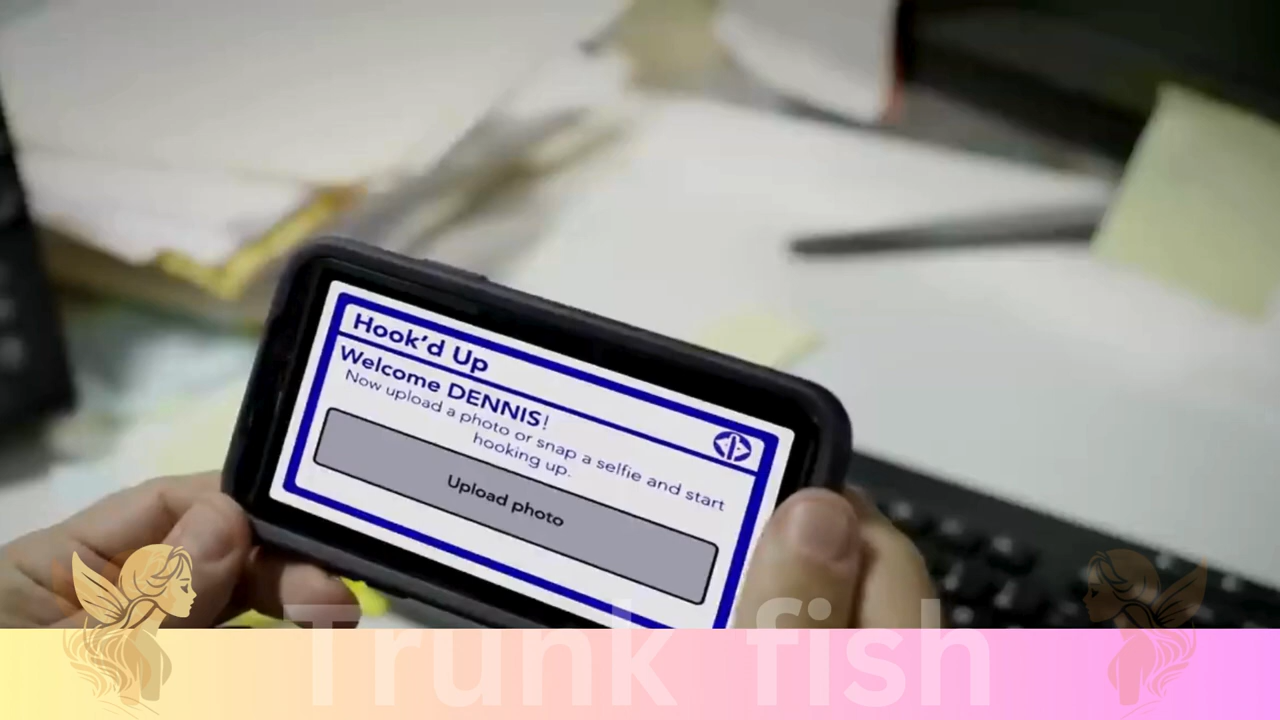 Hook'd Up
Welcome DENNIS!
Now upload a photo or snap a selfie and start
hooking up.
Upload photo
Trunk fish